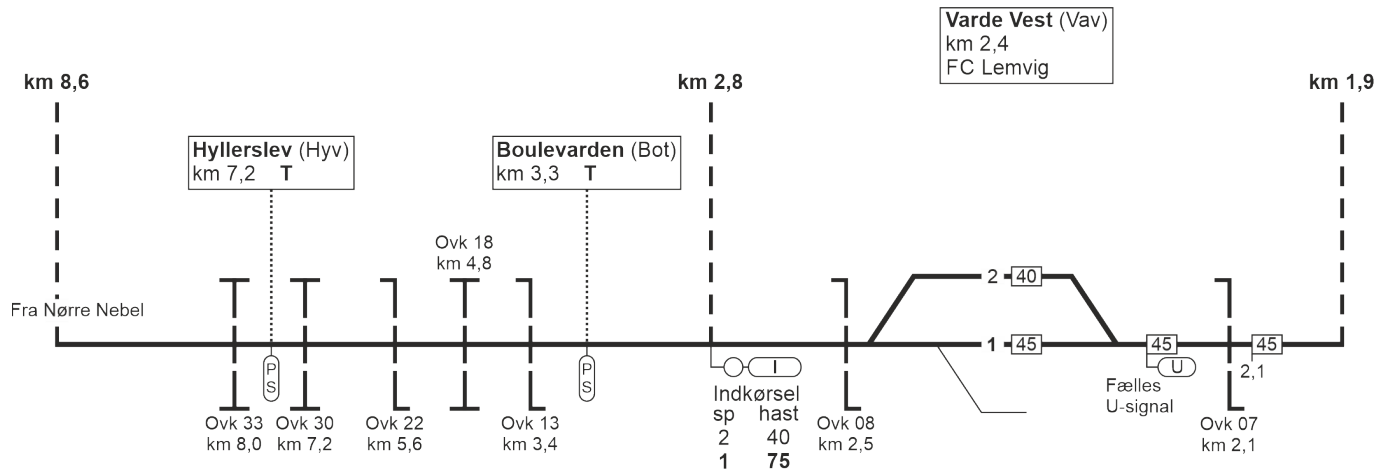 Varde Vest (Vav)
km 2,4
FC Lemvig
km 8,6
km 2,8
km 1,9
Hyllerslev (Hyv)
km 7,2 T
Boulevarden (Bot)
km 3,3 T
Ovk 18
km 4,8
2 40
Fra Nørre Nebel
1 45
45
45
P
S
P
S
I
U
2,1
Indkørsel
sp hast
2 40
1 75
Fælles
U-signal
Ovk 33
km 8,0
Ovk 30
km 7,2
Ovk 22
km 5,6
Ovk 13
km 3,4
Ovk 08
km 2,5
Ovk 07
km 2,1